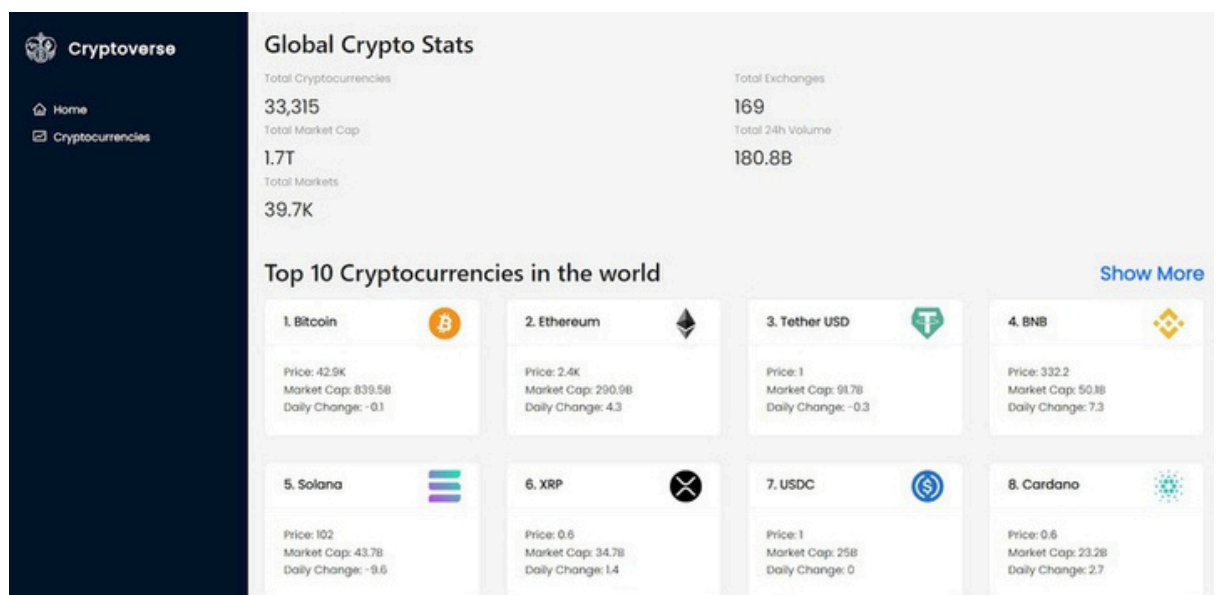 Cryptoverse
Home
Cryptocurrencies
Global Crypto Stats
Total Cryptocurrencies
33,315
Total Exchanges
169
Total Market Cap
1.7T
Total 24h Volume
180.8B
Total Markets
39.7K
Top 10 Cryptocurrencies in the world
Show More
1. Bitcoin
Price: 42.9K
Market Cap: 839.5B
Daily Change: -0.1
2. Ethereum
Price: 2.4K
Market Cap: 290.9B
Daily Change: 4.3
3. Tether USD
Price: 1
Market Cap: 91.7B
Daily Change: -0.3
4. BNB
Price: 332.2
Market Cap: 50.1B
Daily Change: 7.3
5. Solana
Price: 102
Market Cap: 43.7B
Daily Change: -9.6
6. XRP
Price: 0.6
Market Cap: 34.7B
Daily Change: 1.4
7. USDC
Price: 1
Market Cap: 25B
Daily Change: 0
8. Cardano
Price: 0.6
Market Cap: 23.2B
Daily Change: 2.7